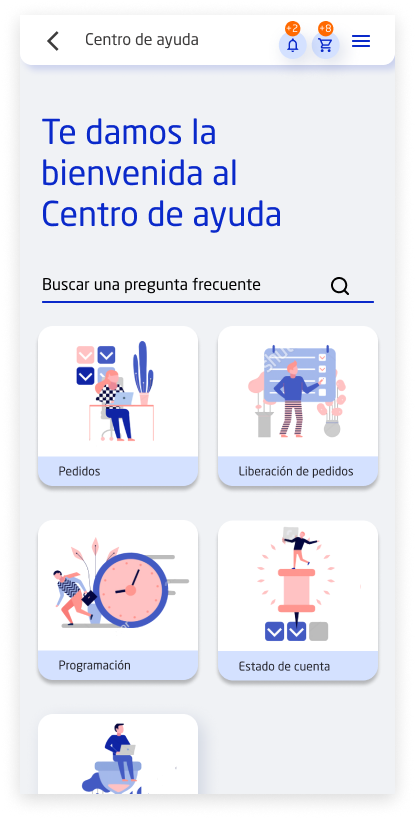 Centro de ayuda
+2
+8
Te damos la
bienvenida al
Centro de ayuda
Buscar una pregunta frecuente
Pedidos
Liberación de pedidos
Programación
Estado de cuenta